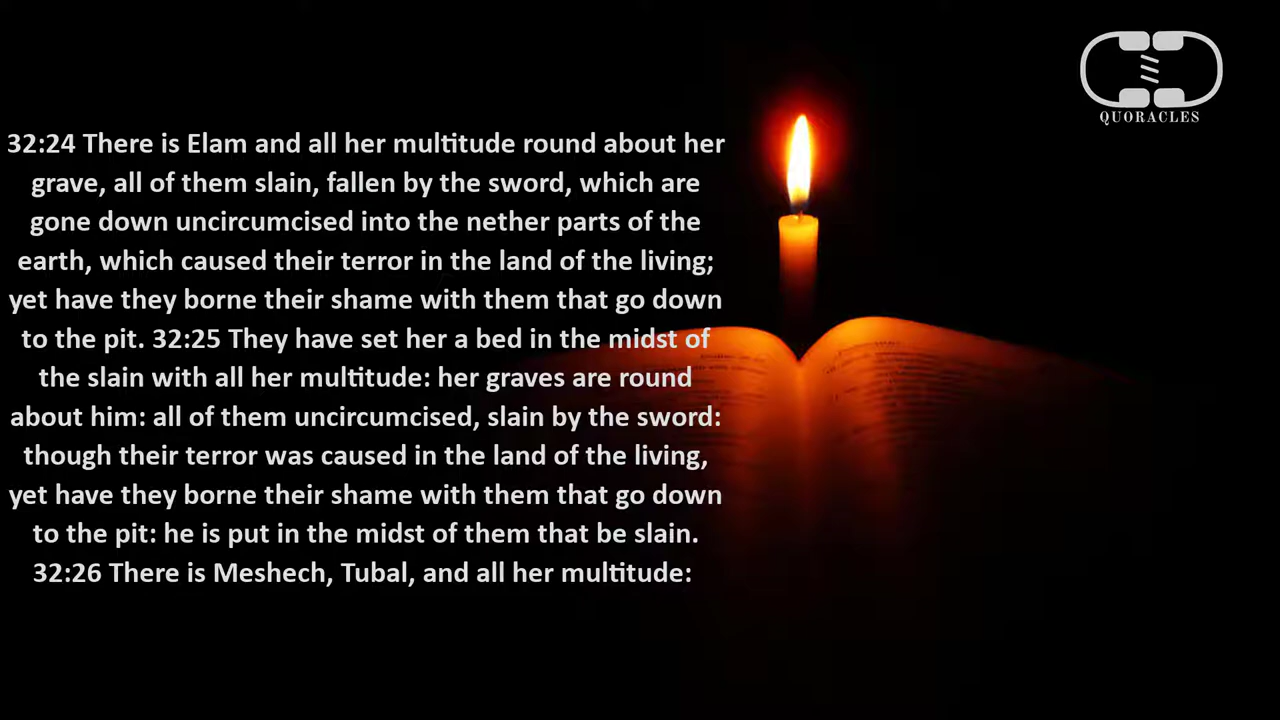 QUORACLES
32:24 There is Elam and all her multitude round about her
grave, all of them slain, fallen by the sword, which are
gone down uncircumcised into the nether parts of the
earth, which caused their terror in the land of the living;
yet have they borne their shame with them that go down
to the pit. 32:25 They have set her a bed in the midst of
the slain with all her multitude: her graves are round
about him: all of them uncircumcised, slain by the sword:
though their terror was caused in the land of the living,
yet have they borne their shame with them that go down
to the pit: he is put in the midst of them that be slain.
32:26 There is Meshech, Tubal, and all her multitude: